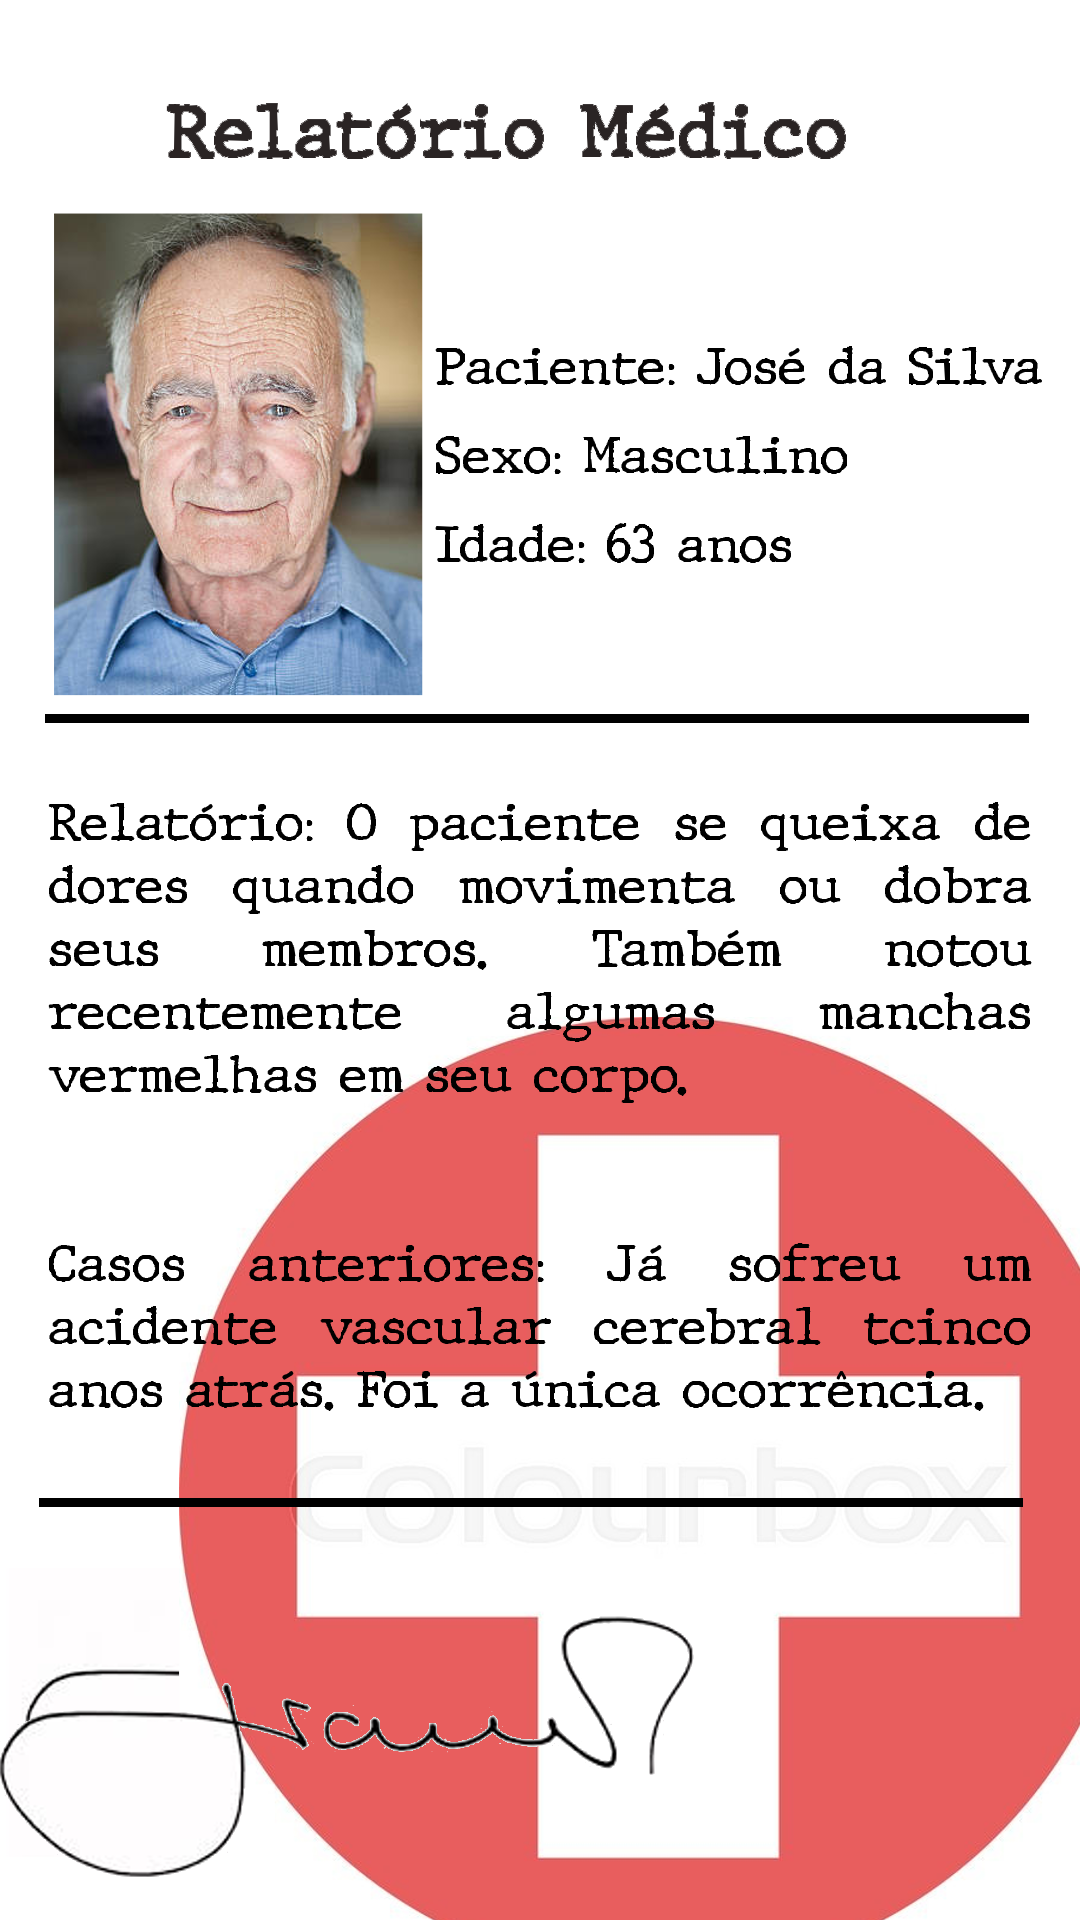 Relatório Médico
Paciente: José da Silva
Sexo: Masculino
Idade: 63 anos
Relatório: O paciente se queixa de
dores quando movimenta ou dobra
seus membros. Também notou
recentemente algumas manchas
vermelhas em seu corpo.
Casos anteriores: Já sofreu um
acidente vascular cerebral tcinco
anos atrás. Foi a única ocorrência.
Colourbox